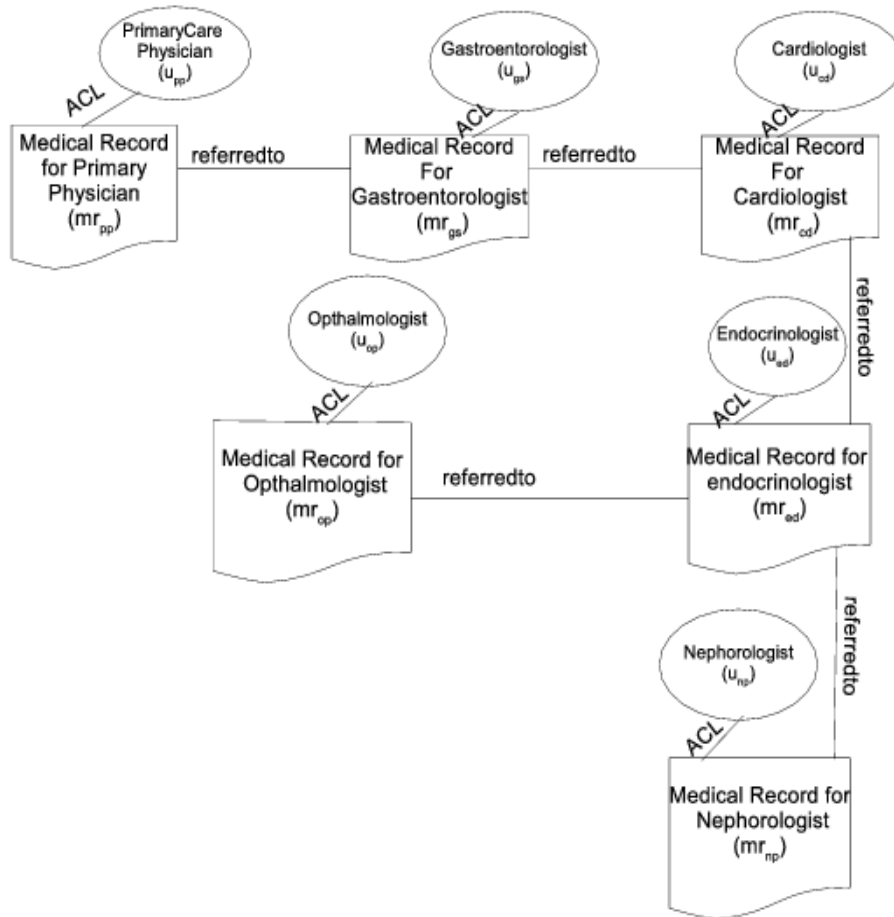 PrimaryCare
Physician
(u_pp)
ACL
Medical Record
for Primary
Physician
(mr_pp)
referredto
Gastroentorologist
(u_gs)
ACL
Medical Record
For
Gastroentorologist
(mr_gs)
referredto
Cardiologist
(u_cd)
ACL
Medical Record
For
Cardiologist
(mr_cd)
referredto
Opthalmologist
(u_op)
ACL
Medical Record for
Opthalmologist
(mr_op)
referredto
Endocrinologist
(u_ed)
ACL
Medical Record for
endocrinologist
(mr_ed)
referredto
Nephorologist
(u_np)
ACL
Medical Record for
Nephorologist
(mr_np)